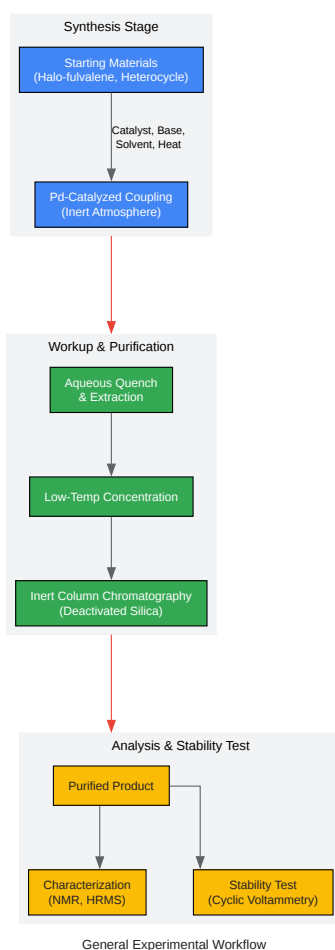 Synthesis Stage
Starting Materials
(Halo-fulvalene, Heterocycle)
Catalyst, Base,
Solvent, Heat
Pd-Catalyzed Coupling
(Inert Atmosphere)
Workup & Purification
Aqueous Quench
& Extraction
Low-Temp Concentration
Inert Column Chromatography
(Deactivated Silica)
Analysis & Stability Test
Purified Product
Characterization
(NMR, HRMS)
Stability Test
(Cyclic Voltammetry)
General Experimental Workflow